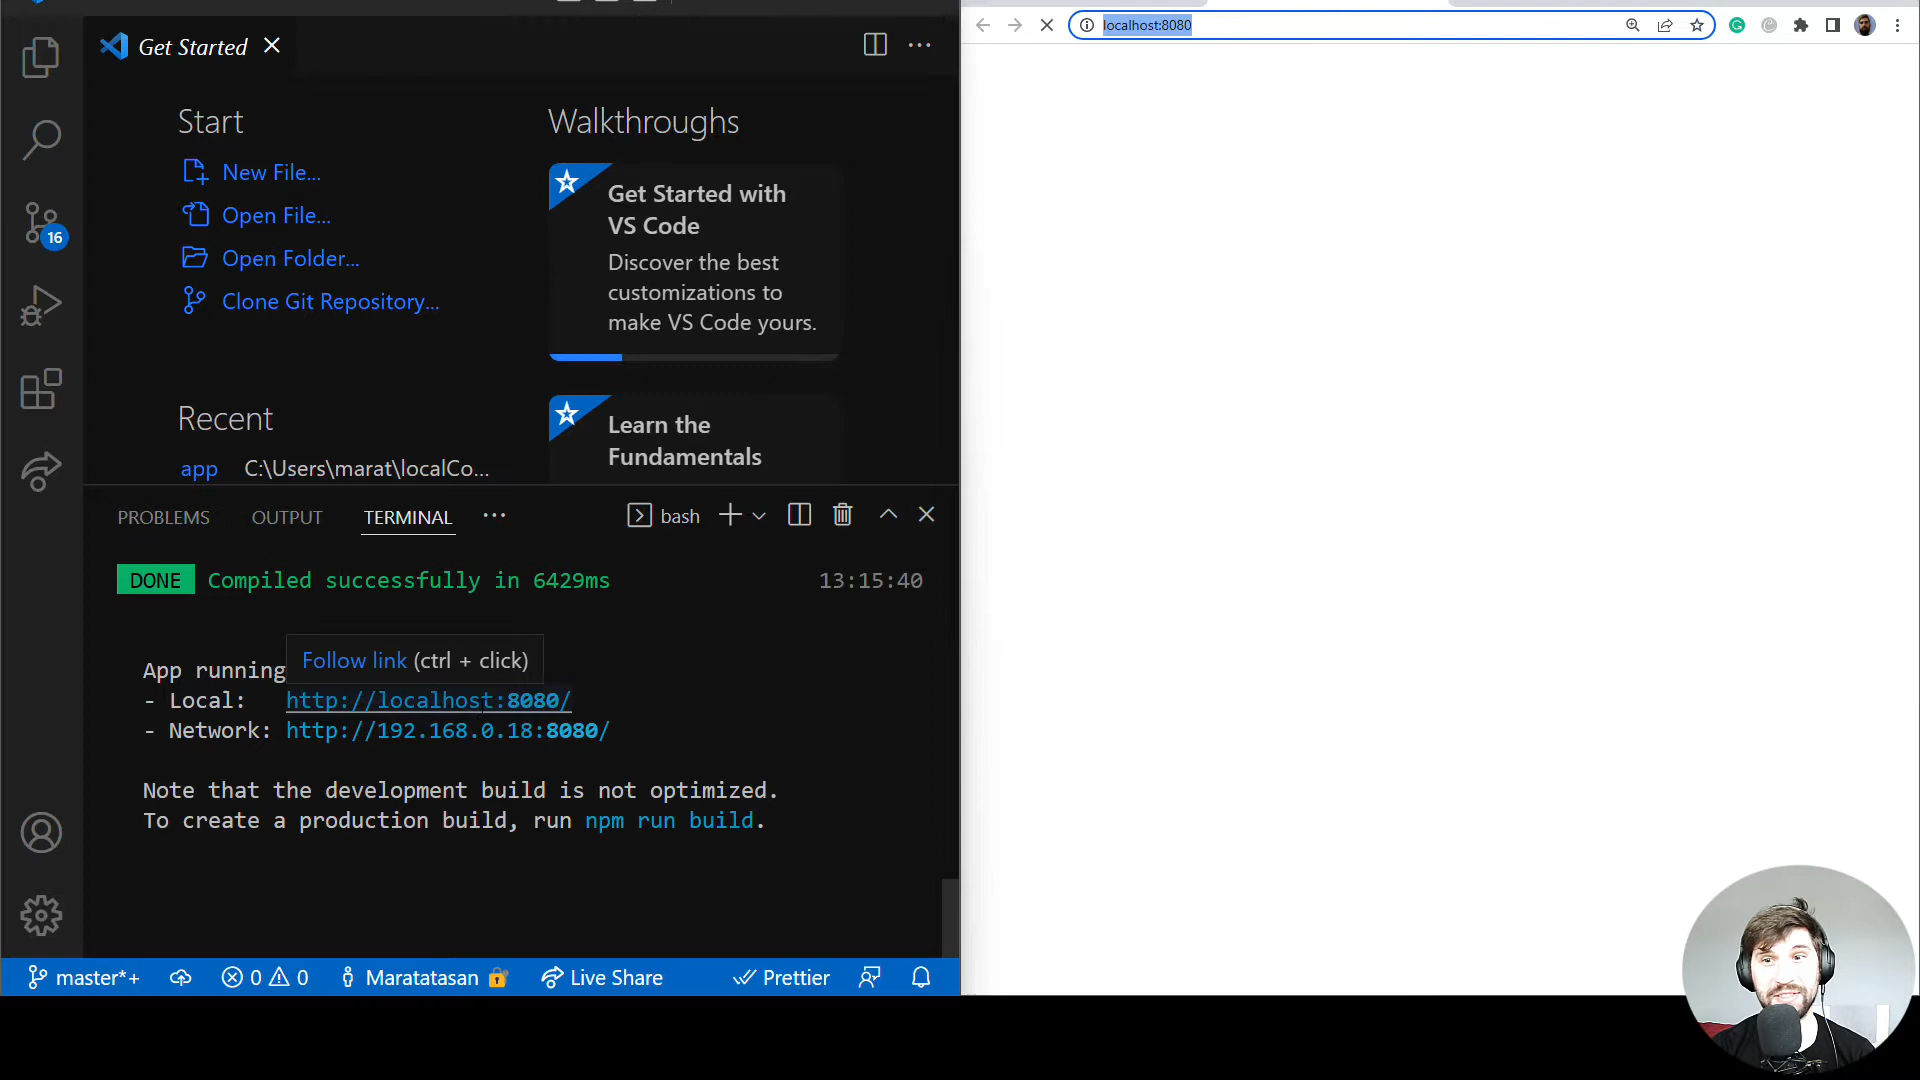 Get Started
Start
New File...
Open File...
Open Folder...
Clone Git Repository...
Recent
app C:\Users\marat\localCo...
Walkthroughs
Get Started with
VS Code
Discover the best
customizations to
make VS Code yours.
Learn the
Fundamentals
16
PROBLEMS OUTPUT TERMINAL ... bash
DONE Compiled successfully in 6429ms 13:15:40
Follow link (ctrl + click)
App running
- Local: http://localhost:8080/
- Network: http://192.168.0.18:8080/
Note that the development build is not optimized.
To create a production build, run npm run build.
master*+ 0 0 Maratatasan Live Share Prettier
localhost:8080